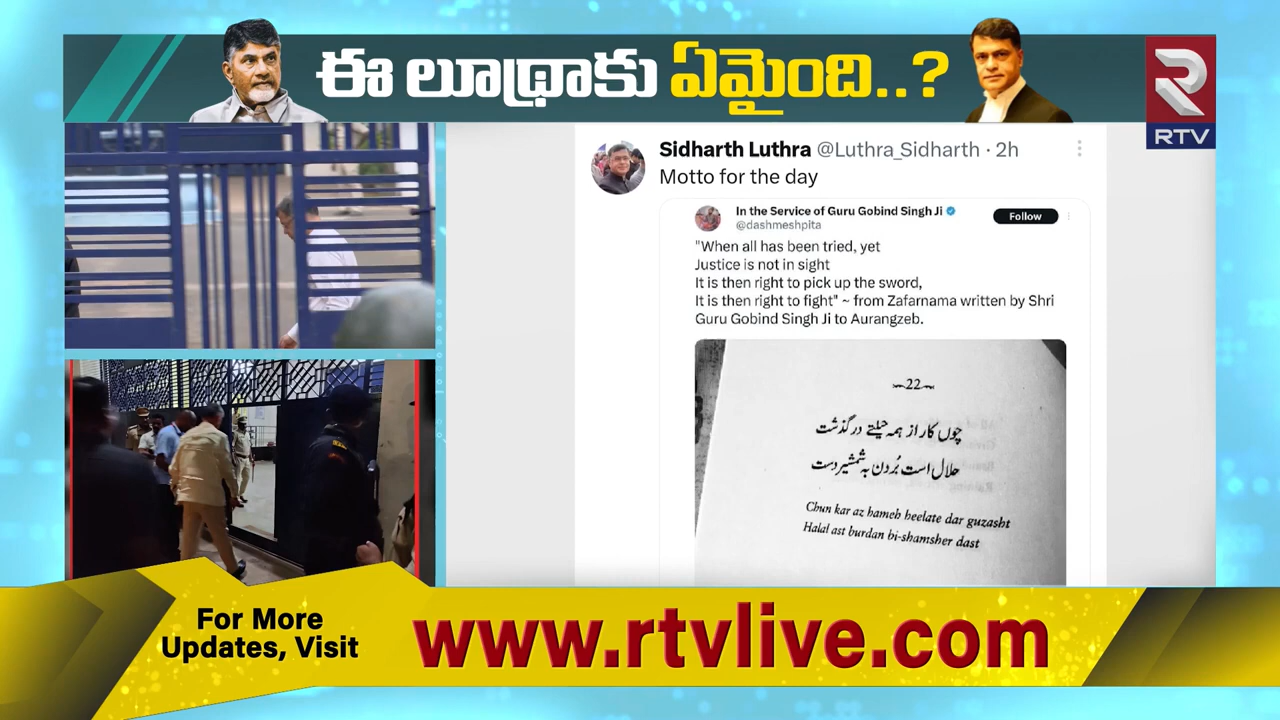 ఈ లూథ్రాకు ఏమైంది..?
RTV
Sidharth Luthra @Luthra_Sidharth · 2h
Motto for the day
In the Service of Guru Gobind Singh Ji
@dashmeshpita
Follow
"When all has been tried, yet
Justice is not in sight
It is then right to pick up the sword,
It is then right to fight" ~ from Zafarnama written by Shri
Guru Gobind Singh Ji to Aurangzeb.
22
چوں کار از ہمہ حیلتے در گذشت
حلال است بُردن بہ شمشیر دست
Chun kar az hameh heelate dar guzasht
Halal ast burdan bi-shamsher dast
For More
Updates, Visit
www.rtvlive.com